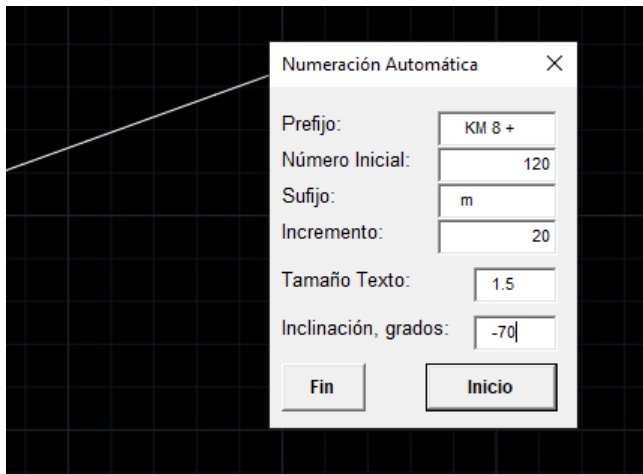 Numeración Automática
Prefijo: KM 8 +
Número Inicial: 120
Sufijo: m
Incremento: 20
Tamaño Texto: 1.5
Inclinación, grados: -70
Fin Inicio